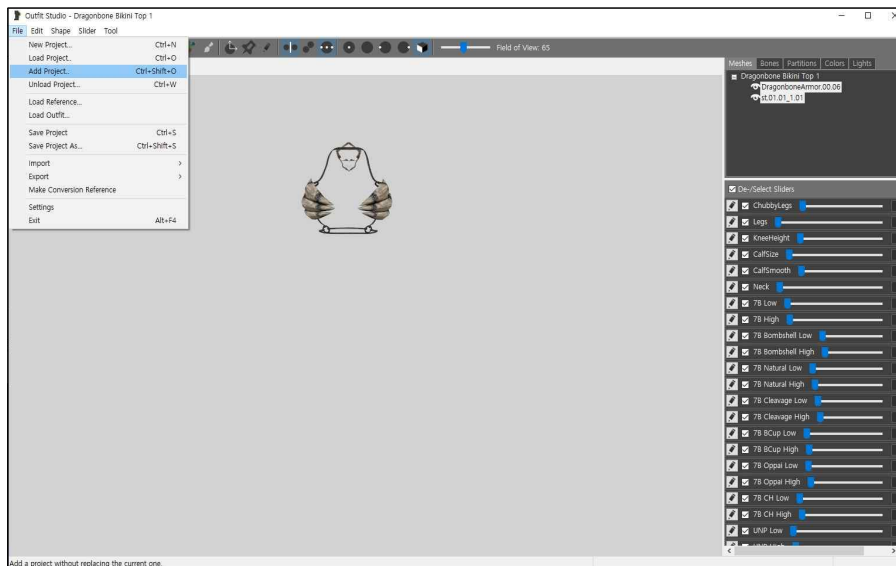 Outfit Studio - Dragonbone Bikini Top 1
File Edit Shape Slider Tool
New Project... Ctrl+N
Load Project.. Ctrl+O
Add Project.. Ctrl+Shift+O
Unload Project... Ctrl+W
Load Reference...
Load Outfit...
Save Project Ctrl+S
Save Project As... Ctrl+Shift+S
Import
Export
Make Conversion Reference
Settings
Exit Alt+F4
Field of View: 65
Meshes Bones Partitions Colors Lights
Dragonbone Bikini Top 1
DragonboneArmor.00.06
st.01.01_1.01
De-/Select Sliders
ChubbyLegs
Legs
KneeHeight
CalfSize
CalfSmooth
Neck
7B Low
7B High
7B Bombshell Low
7B Bombshell High
7B Natural Low
7B Natural High
7B Cleavage Low
7B Cleavage High
7B BCup Low
7B BCup High
7B Oppai Low
7B Oppai High
7B CH Low
7B CH High
UNP Low
Add a project without replacing the current one.